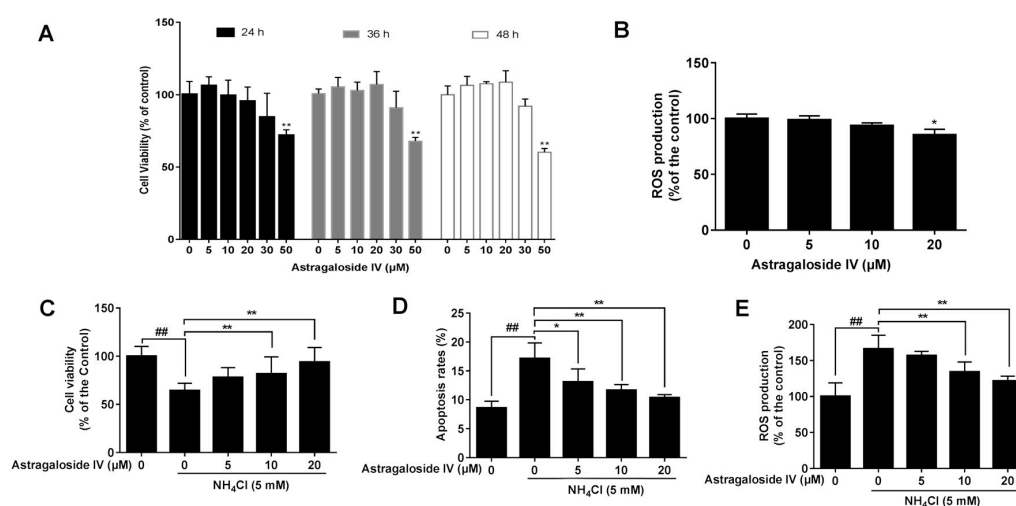 A
24 h 36 h 48 h
Cell Viability (% of control)
150
100
50
0
** ** **
0 5 10 20 30 50 0 5 10 20 30 50 0 5 10 20 30 50
Astragaloside IV (µM)
B
ROS production
(%of the control)
150
100
50
0
*
0 5 10 20
Astragaloside IV (µM)
C
Cell viability
(% of the Control)
150
100
50
0
##
**
**
Astragaloside IV (µM) 0 0 5 10 20
NH₄Cl (5 mM)
D
Apoptosis rates (%)
25
20
15
10
5
0
##
**
**
*
Astragaloside IV (µM) 0 0 5 10 20
NH₄Cl (5 mM)
E
ROS production
(% of the control)
200
150
100
50
0
##
**
**
Astragaloside IV (µM) 0 0 5 10 20
NH₄Cl (5 mM)